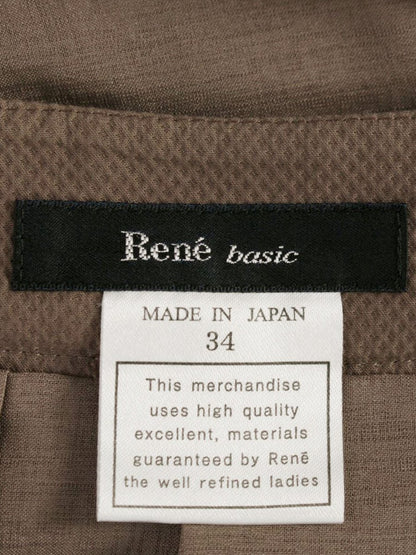 René basic
MADE IN JAPAN
34
This merchandise
uses high quality
excellent, materials
guaranteed by Renē
the well refined ladies